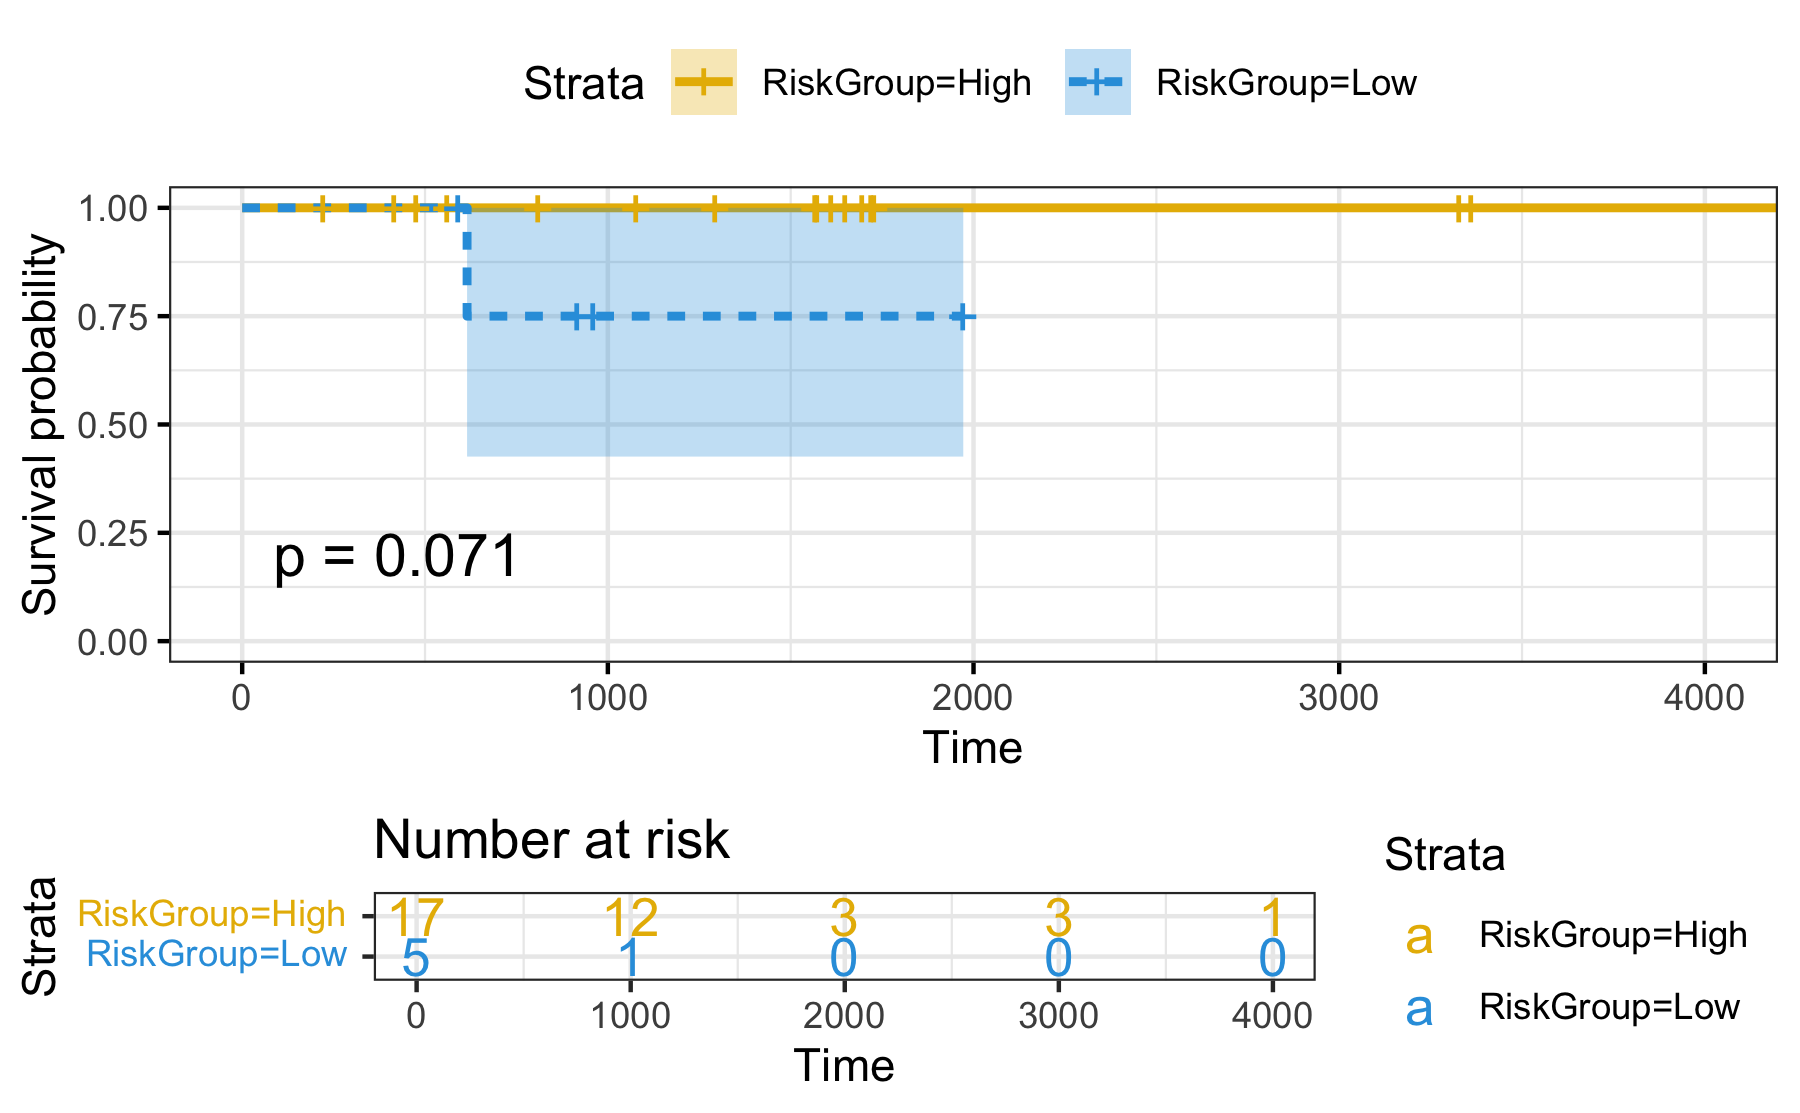 Strata RiskGroup=High RiskGroup=Low
Survival probability
1.00
0.75
0.50
0.25
0.00
p = 0.071
0 1000 2000 3000 4000
Time
Number at risk
Strata
RiskGroup=High 17 12 3 3 1
RiskGroup=Low 5 1 0 0 0
0 1000 2000 3000 4000
Time
Strata
a RiskGroup=High
a RiskGroup=Low